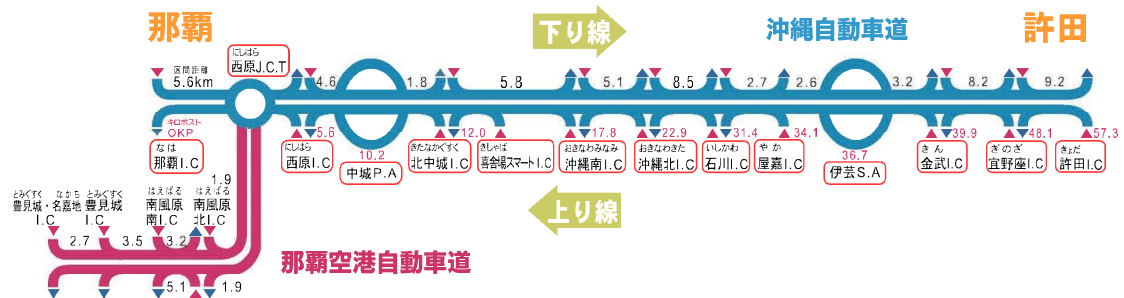 那覇
下り線
沖縄自動車道
許田
にしはら
西原J.C.T
区間距離
5.6km
4.6
1.8
5.8
5.1
8.5
2.7
2.6
3.2
8.2
9.2
キロポスト
OKP
なは
那覇I.C
にしはら
西原I.C
5.6
10.2
中城P.A
きたなかぐすく
北中城I.C
12.0
きしゃば
喜舎場スマートI.C
おきなわみなみ
沖縄南I.C
17.8
おきなわきた
沖縄北I.C
22.9
いしかわ
石川I.C
31.4
やか
屋嘉I.C
34.1
36.7
伊芸S.A
きん
金武I.C
39.9
ぎのざ
宜野座I.C
48.1
きょだ
許田I.C
57.3
1.9
とみぐすく なかち
豊見城・名嘉地
I.C
とみぐすく
豊見城
I.C
はえばる
南風原
南I.C
はえばる
南風原
北I.C
上り線
2.7
3.5
3.2
那覇空港自動車道
5.1
1.9